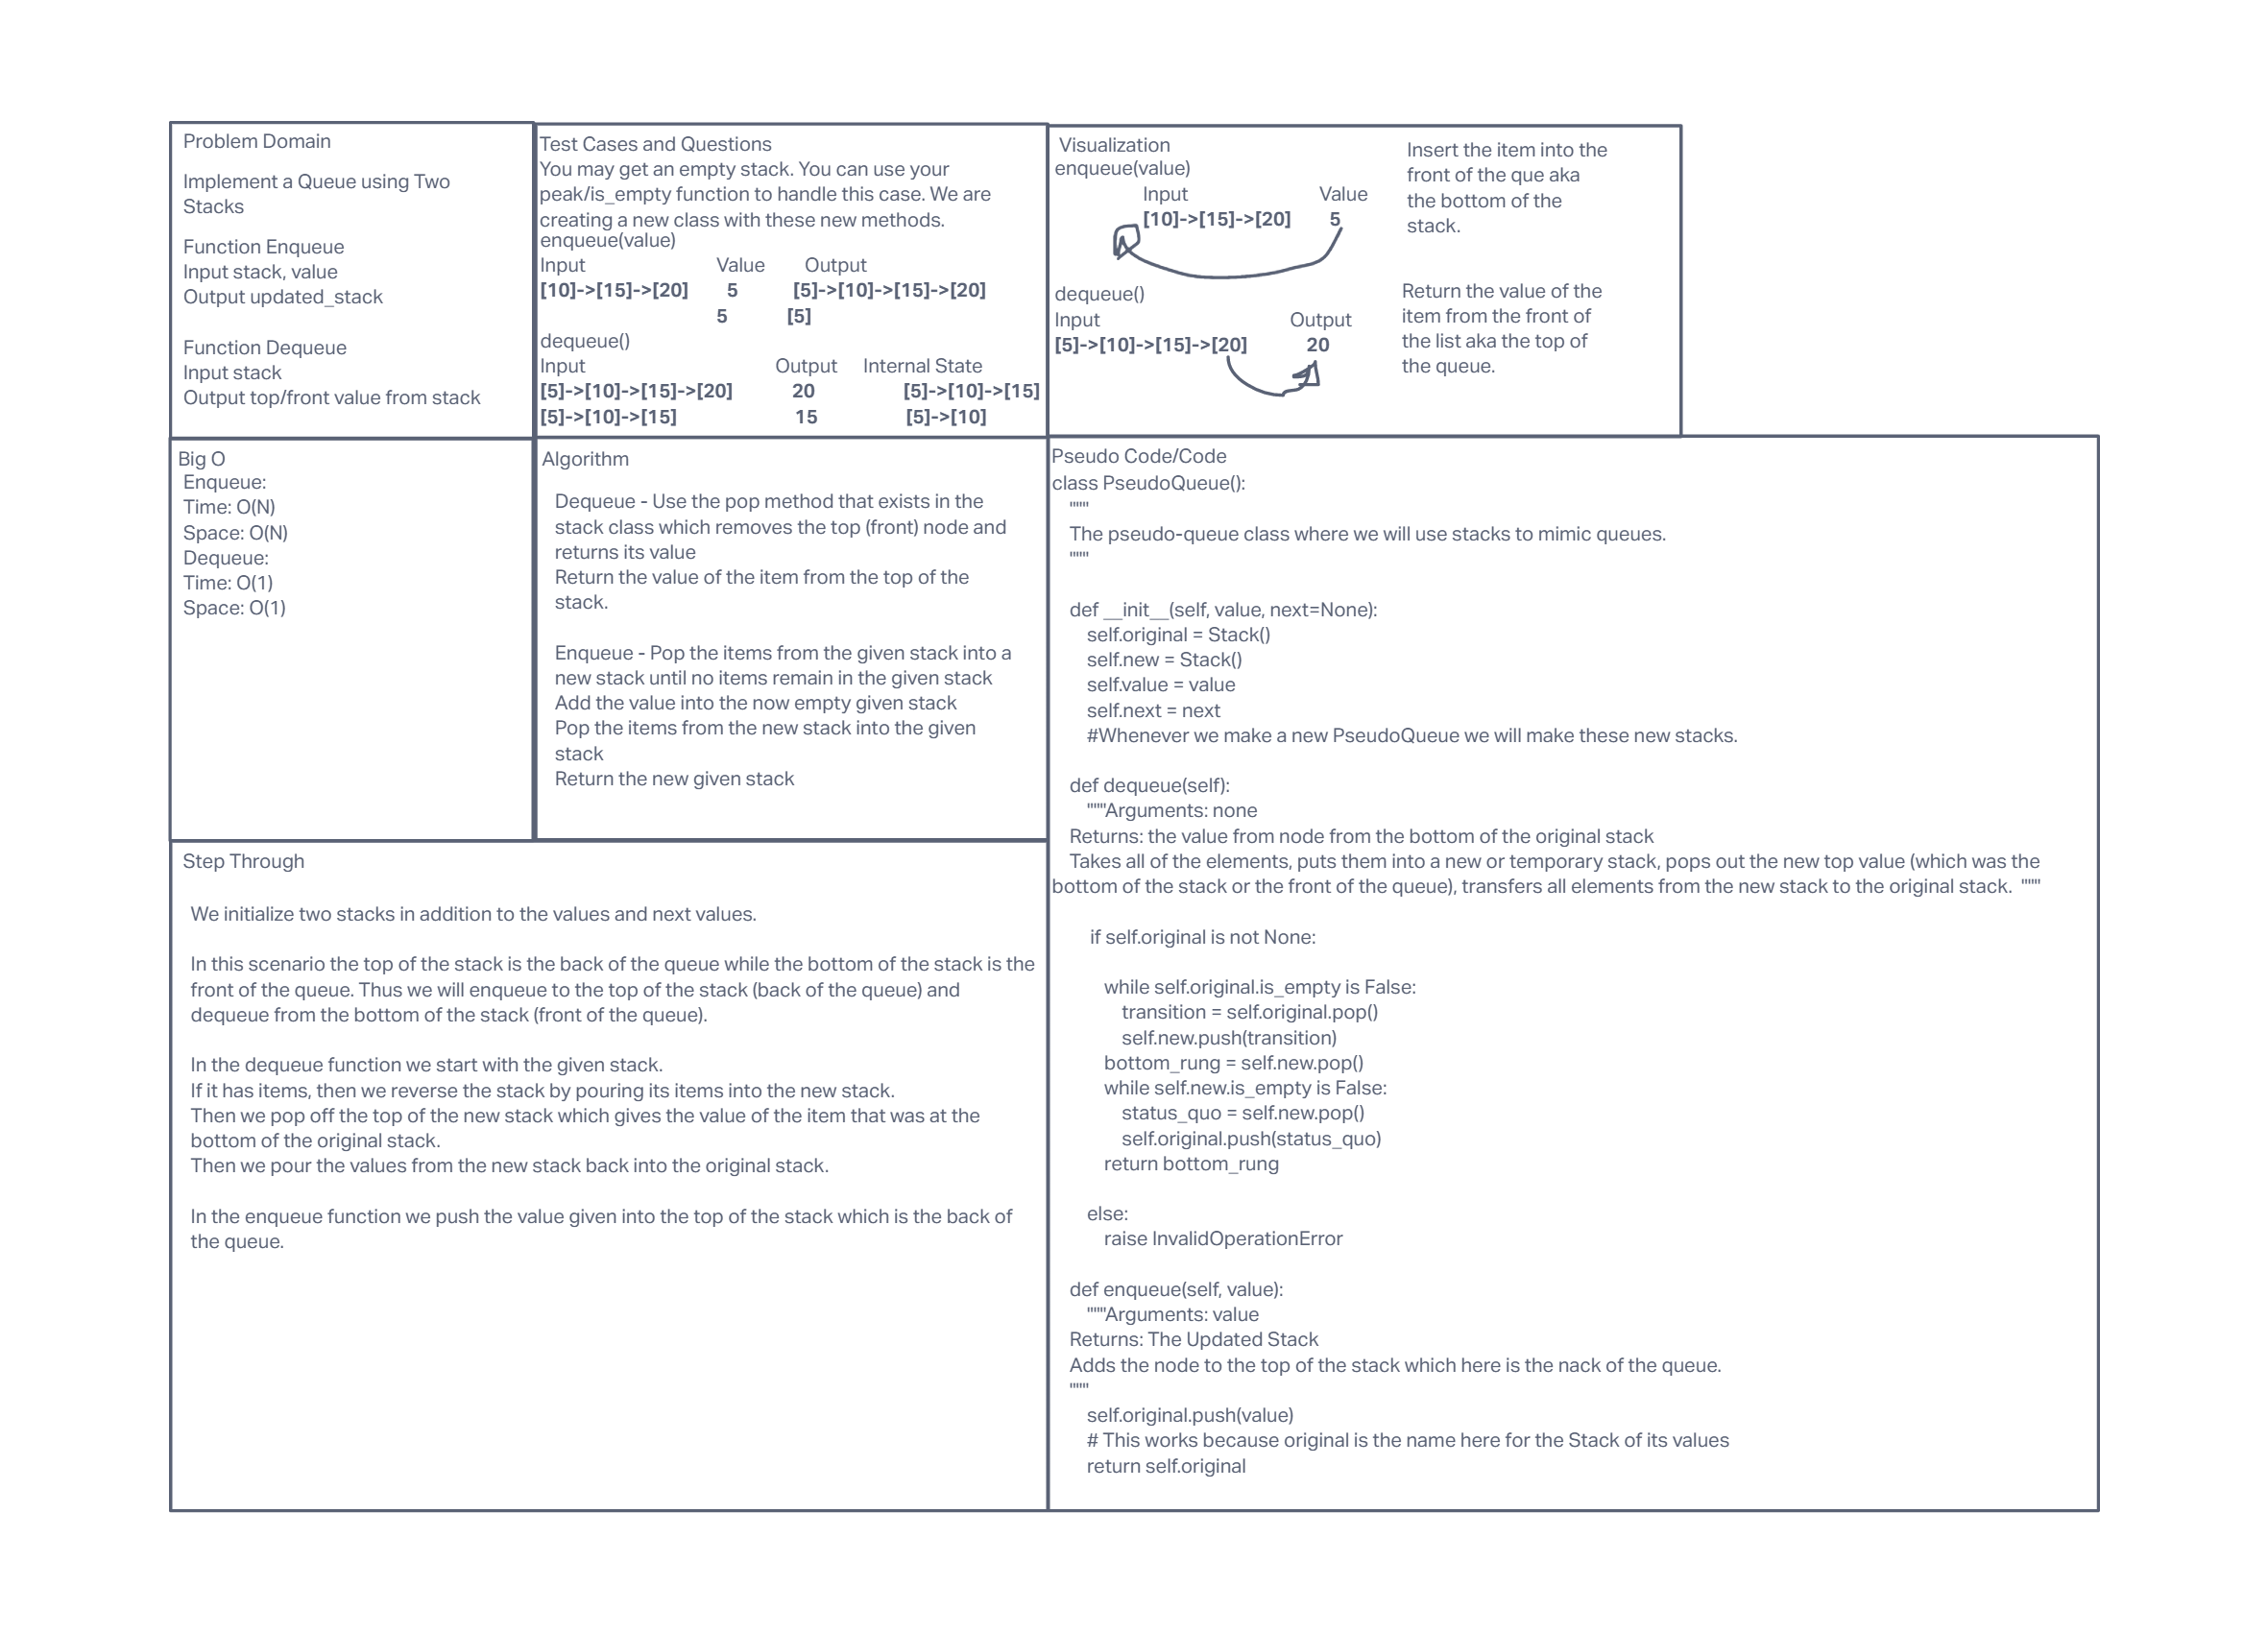 Problem Domain
Implement a Queue using Two
Stacks
Function Enqueue
Input stack, value
Output updated_stack
Function Dequeue
Input stack
Output top/front value from stack
Test Cases and Questions
You may get an empty stack. You can use your
peak/is_empty function to handle this case. We are
creating a new class with these new methods.
enqueue(value)
Input Value Output
[10]->[15]->[20] 5 [5]->[10]->[15]->[20]
5 [5]
dequeue()
Input Output Internal State
[5]->[10]->[15]->[20] 20 [5]->[10]->[15]
[5]->[10]->[15] 15 [5]->[10]
Visualization
enqueue(value)
Input Value
[10]->[15]->[20] 5
dequeue()
Input Output
[5]->[10]->[15]->[20] 20
Insert the item into the
front of the que aka
the bottom of the
stack.
Return the value of the
item from the front of
the list aka the top of
the queue.
Big O
Enqueue:
Time: O(N)
Space: O(N)
Dequeue:
Time: O(1)
Space: O(1)
Algorithm
Dequeue - Use the pop method that exists in the
stack class which removes the top (front) node and
returns its value
Return the value of the item from the top of the
stack.
Enqueue - Pop the items from the given stack into a
new stack until no items remain in the given stack
Add the value into the now empty given stack
Pop the items from the new stack into the given
stack
Return the new given stack
Step Through
We initialize two stacks in addition to the values and next values.
In this scenario the top of the stack is the back of the queue while the bottom of the stack is the
front of the queue. Thus we will enqueue to the top of the stack (back of the queue) and
dequeue from the bottom of the stack (front of the queue).
In the dequeue function we start with the given stack.
If it has items, then we reverse the stack by pouring its items into the new stack.
Then we pop off the top of the new stack which gives the value of the item that was at the
bottom of the original stack.
Then we pour the values from the new stack back into the original stack.
In the enqueue function we push the value given into the top of the stack which is the back of
the queue.
Pseudo Code/Code
class PseudoQueue():
"""
The pseudo-queue class where we will use stacks to mimic queues.
"""
def __init__(self, value, next=None):
self.original = Stack()
self.new = Stack()
self.value = value
self.next = next
#Whenever we make a new PseudoQueue we will make these new stacks.
def dequeue(self):
"""Arguments: none
Returns: the value from node from the bottom of the original stack
Takes all of the elements, puts them into a new or temporary stack, pops out the new top value (which was the
bottom of the stack or the front of the queue), transfers all elements from the new stack to the original stack. """
if self.original is not None:
while self.original.is_empty is False:
transition = self.original.pop()
self.new.push(transition)
bottom_rung = self.new.pop()
while self.new.is_empty is False:
status_quo = self.new.pop()
self.original.push(status_quo)
return bottom_rung
else:
raise InvalidOperationError
def enqueue(self, value):
"""Arguments: value
Returns: The Updated Stack
Adds the node to the top of the stack which here is the nack of the queue.
"""
self.original.push(value)
# This works because original is the name here for the Stack of its values
return self.original